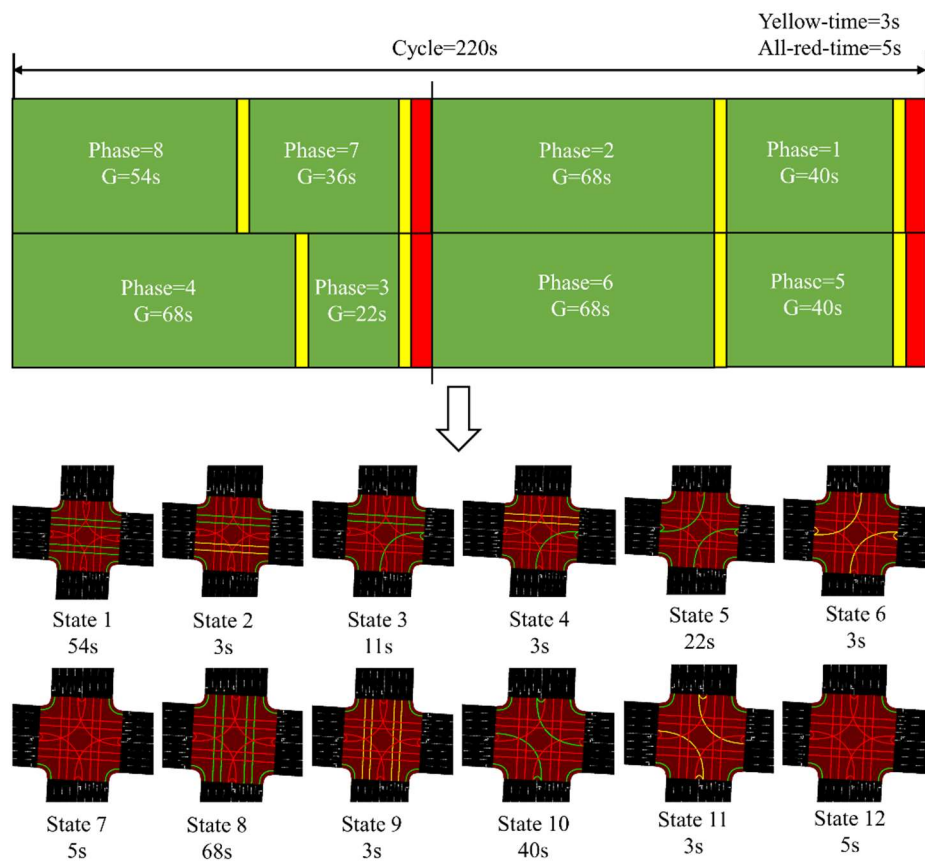 Yellow-time=3s
Cycle=220s
All-red-time=5s
Phase=8
G=54s
Phase=7
G=36s
Phase=2
G=68s
Phase=1
G=40s
Phase=4
G=68s
Phase=3
G=22s
Phase=6
G=68s
Phase=5
G=40s
State 1
54s
State 2
3s
State 3
11s
State 4
3s
State 5
22s
State 6
3s
State 7
5s
State 8
68s
State 9
3s
State 10
40s
State 11
3s
State 12
5s